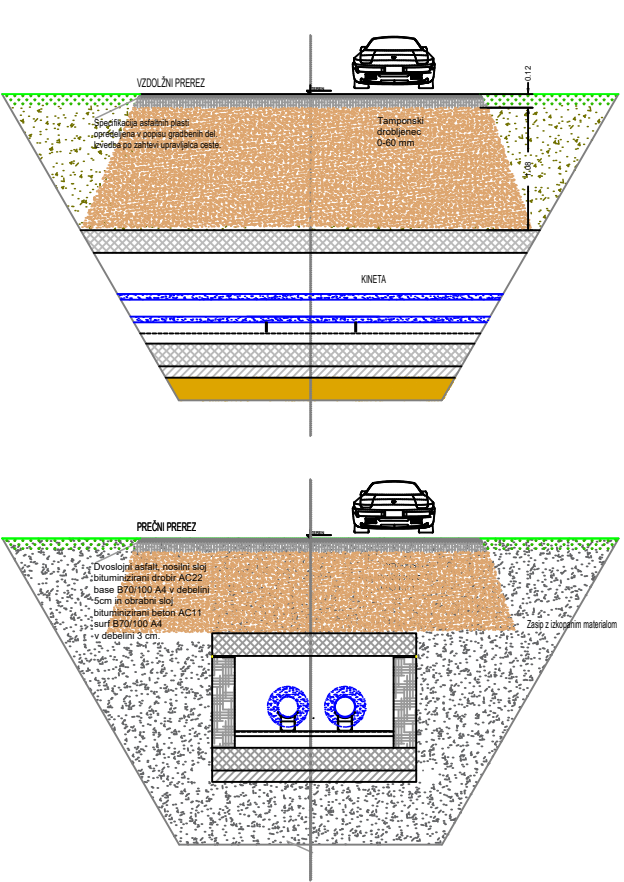 VZDOLŽNI PREREZ
0.12
Specifikacija asfaltnih plasti
opredeljena v popisu gradbenih del.
Izvedba po zahtevi upravljalca ceste.
Tamponski
drobljenec
0-60 mm
1.08
KINETA
PREČNI PREREZ
Dvoslojni asfalt, nosilni sloj
bituminizirani drobir AC22
base B70/100 A4 v debelini
5cm in obrabni sloj
bituminizirani beton AC11
surf B70/100 A4
v debelini 3 cm.
Zasip z izkopanim materialom